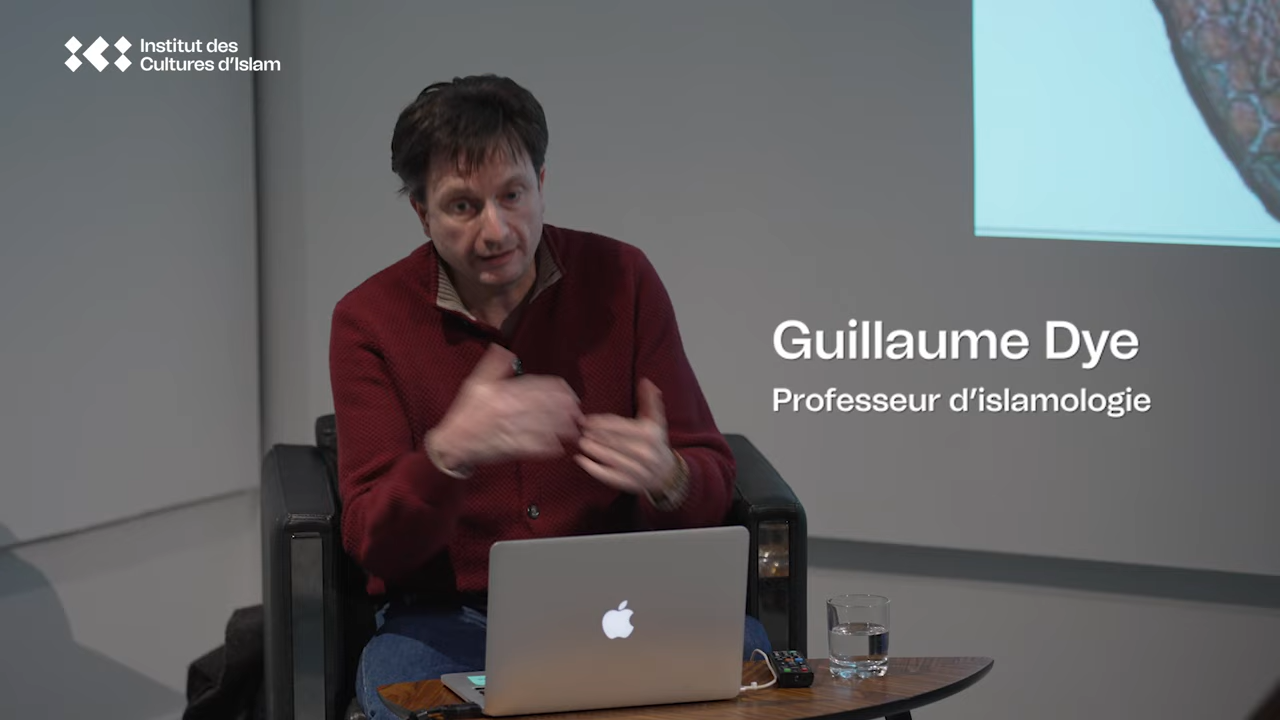 Institut des
Cultures d'Islam
Guillaume Dye
Professeur d'islamologie